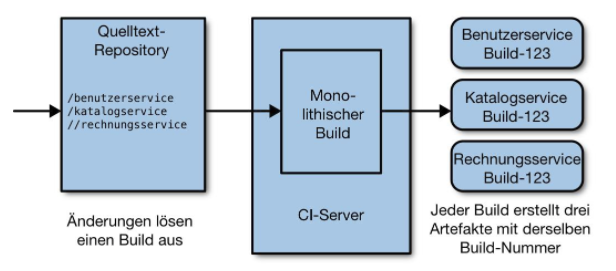 Quelltext-
Repository
/benutzerservice
/katalogservice
//rechnungsservice
Änderungen lösen
einen Build aus
Mono-
lithischer
Build
CI-Server
Benutzerservice
Build-123
Katalogservice
Build-123
Rechnungsservice
Build-123
Jeder Build erstellt drei
Artefakte mit derselben
Build-Nummer